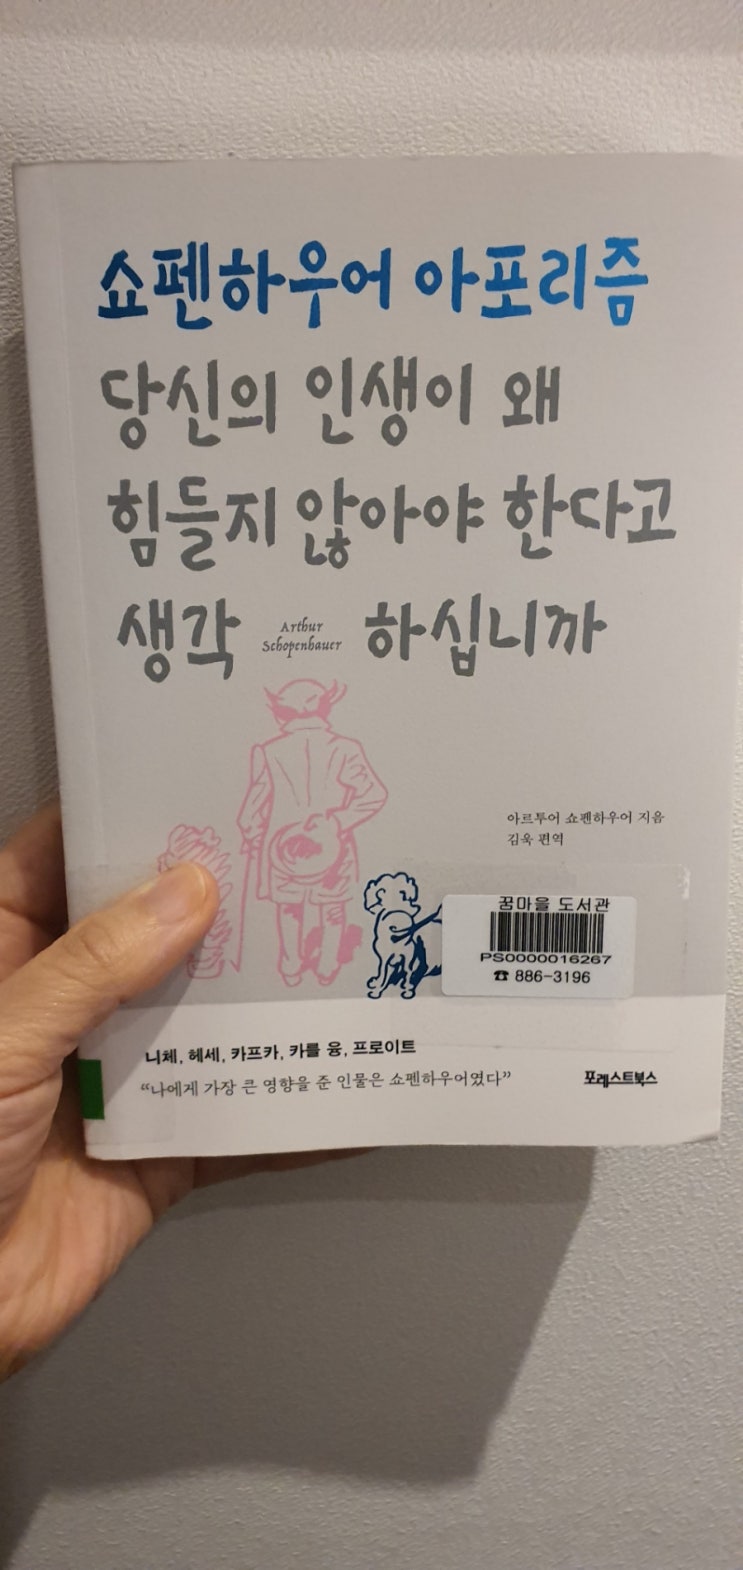 쇼펜하우어 아포리즘
당신의 인생이 왜
힘들지 않아야 한다고
생각 하십니까
Arthur
Schopenhauer
아르투어 쇼펜하우어 지음
김욱 편역
꿈마을 도서관
PS0000016267
☎ 886-3196
니체, 헤세, 카프카, 카를 융, 프로이트
“나에게 가장 큰 영향을 준 인물은 쇼펜하우어였다”
포레스트북스